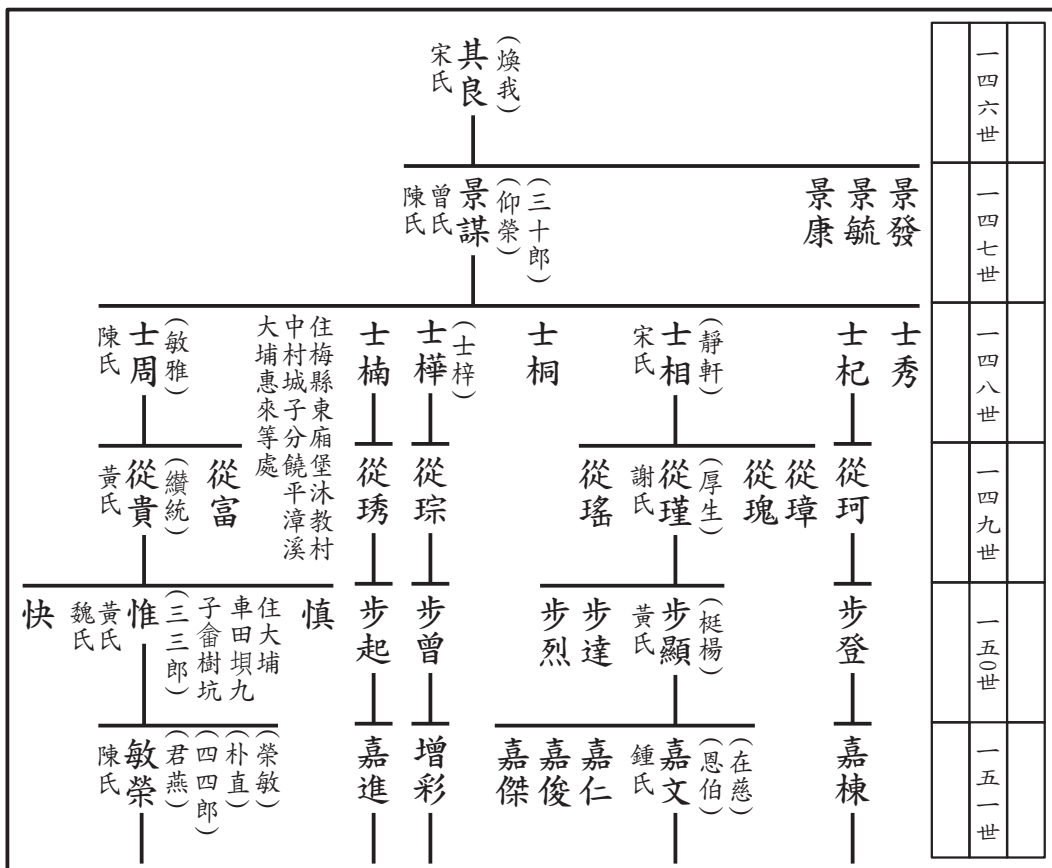 一四六世
(煥我)
其良
宋氏
一四七世
景發
景毓
景康
(三十郎)
(仰榮)
景謀
曾氏
陳氏
一四八世
士秀
士杞
(靜軒)
士相
宋氏
士桐
(士梓)
士樺
士楠
住梅縣東廂堡沐教村
中村城子分饒平漳溪
大埔惠來等處
(敏雅)
士周
陳氏
一四九世
從珂
從璋
從瑰
(厚生)
從瑾
謝氏
從瑤
從琮
從琇
從富
(纘統)
從貴
黃氏
一五0世
步登
(梃楊)
步顯
黃氏
步達
步烈
步曾
步起
慎
住大埔
車田垻九
子畬樹坑
(三三郎)
惟
黃氏
魏氏
快
一五一世
嘉棟
(在慈)
(恩伯)
嘉文
鍾氏
嘉仁
嘉俊
嘉傑
增彩
嘉進
(榮敏)
(朴直)
(四四郎)
(君燕)
敏榮
陳氏